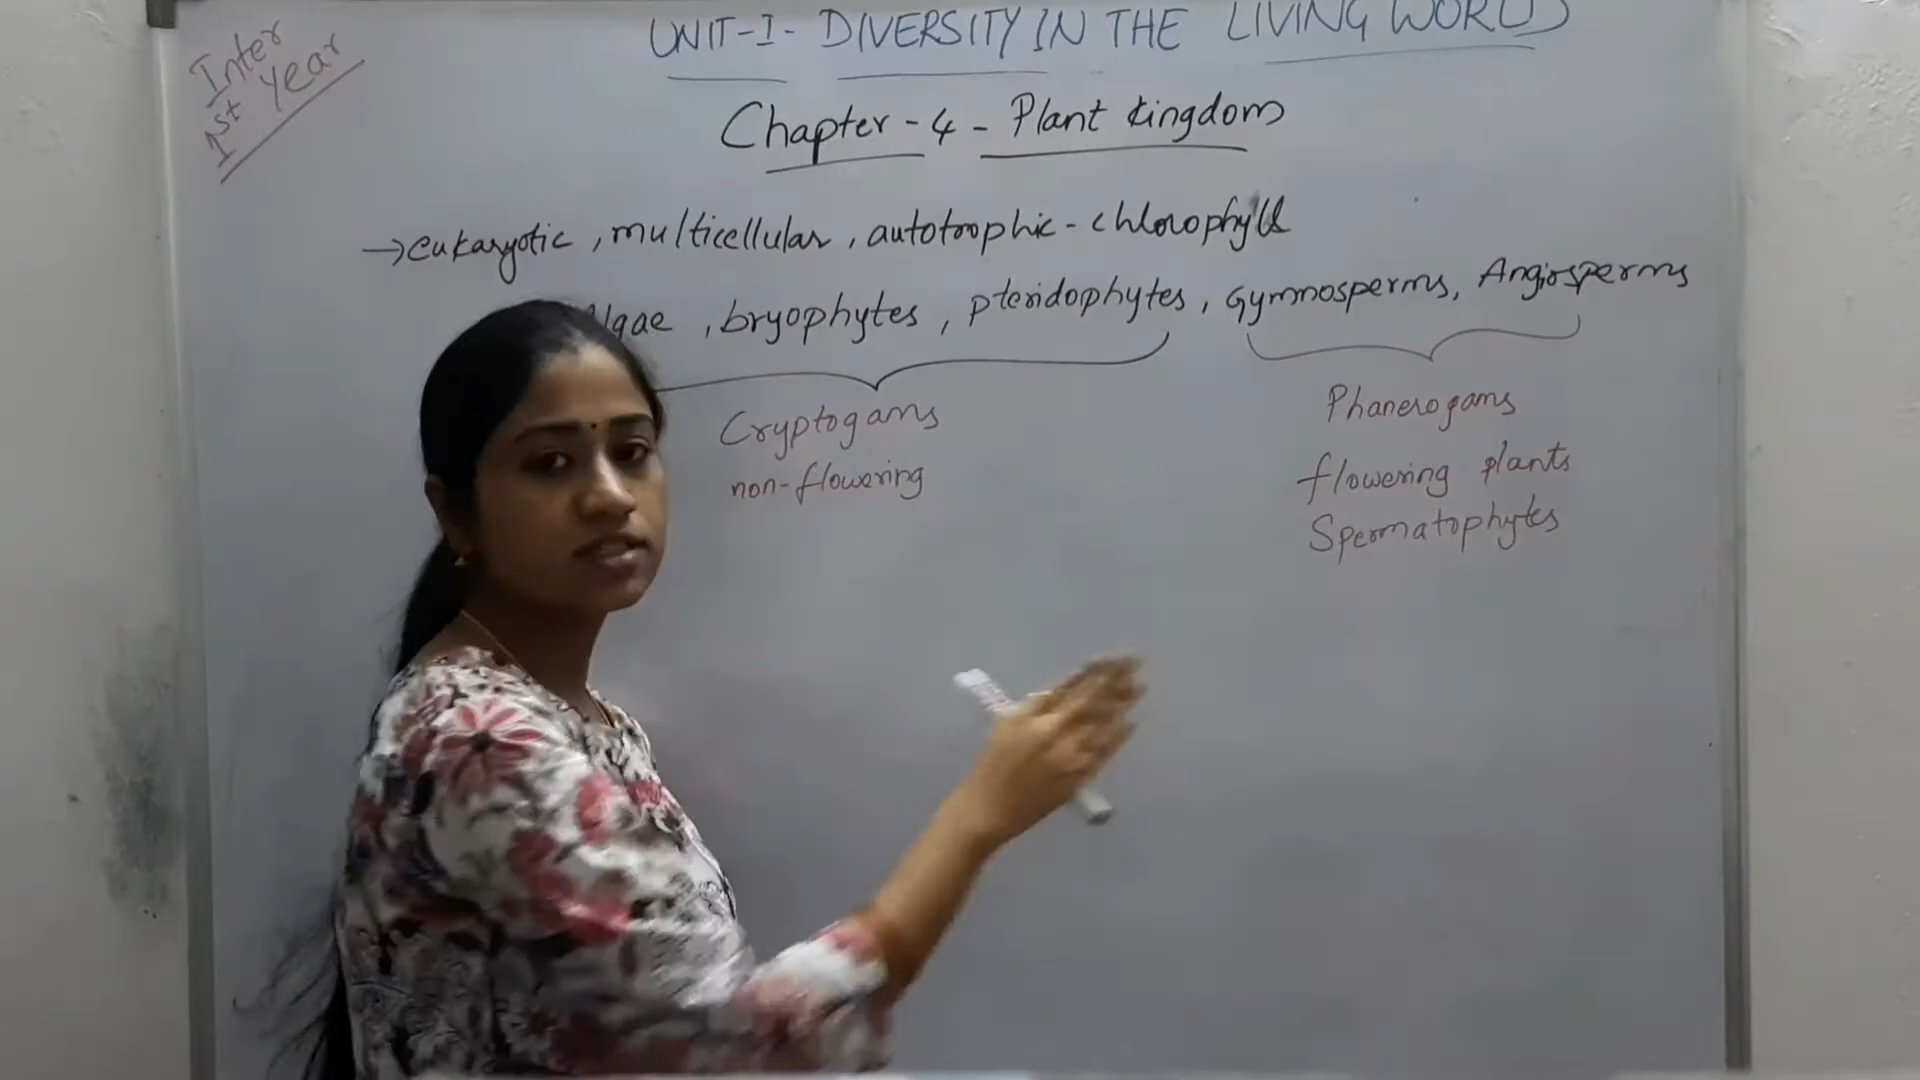 Inter
1st Year
UNIT-I- DIVERSITY IN THE LIVING WORLD
Chapter-4- Plant kingdom
→eukaryotic, multicellular, autotrophic-chlorophyll
Algae, bryophytes, pteridophytes, Gymnosperms, Angiosperms
Cryptogams
non-flowering
Phanerogams
flowering plants
Spermatophytes